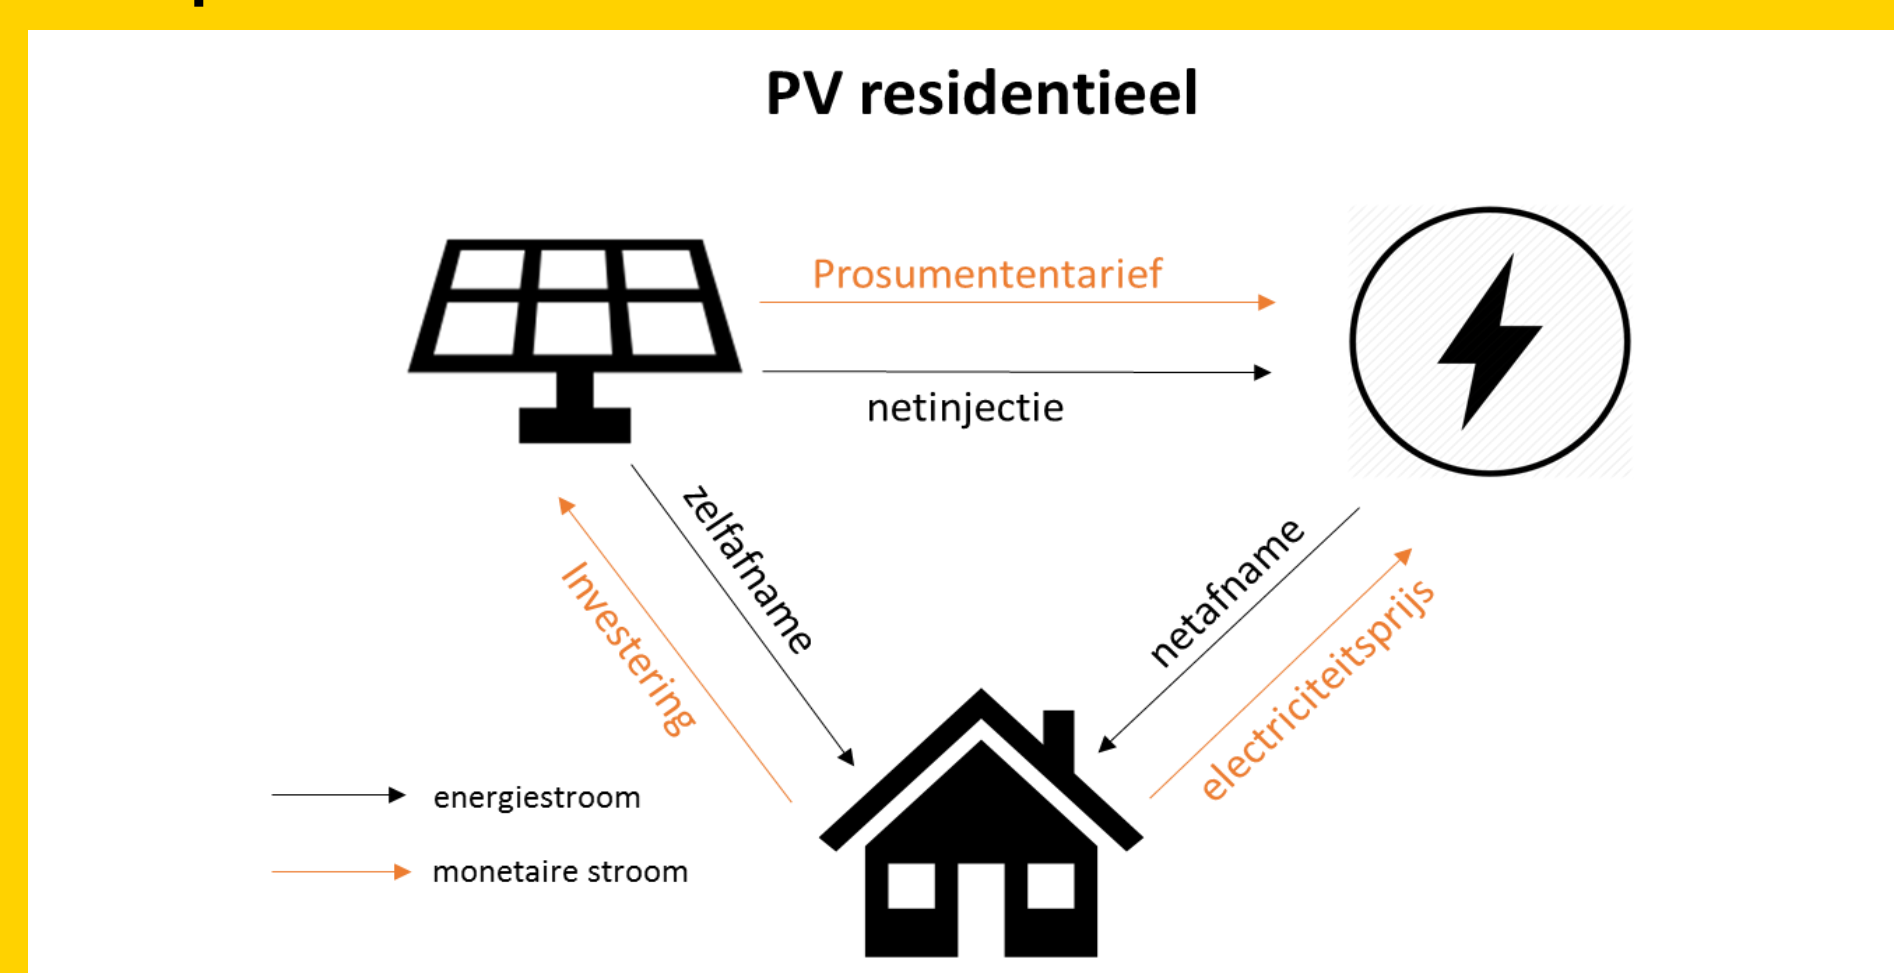 PV residentieel
Prosumententarief
netinjectie
zelfafname
Investering
netafname
electriciteitsprijs
energiestroom
monetaire stroom